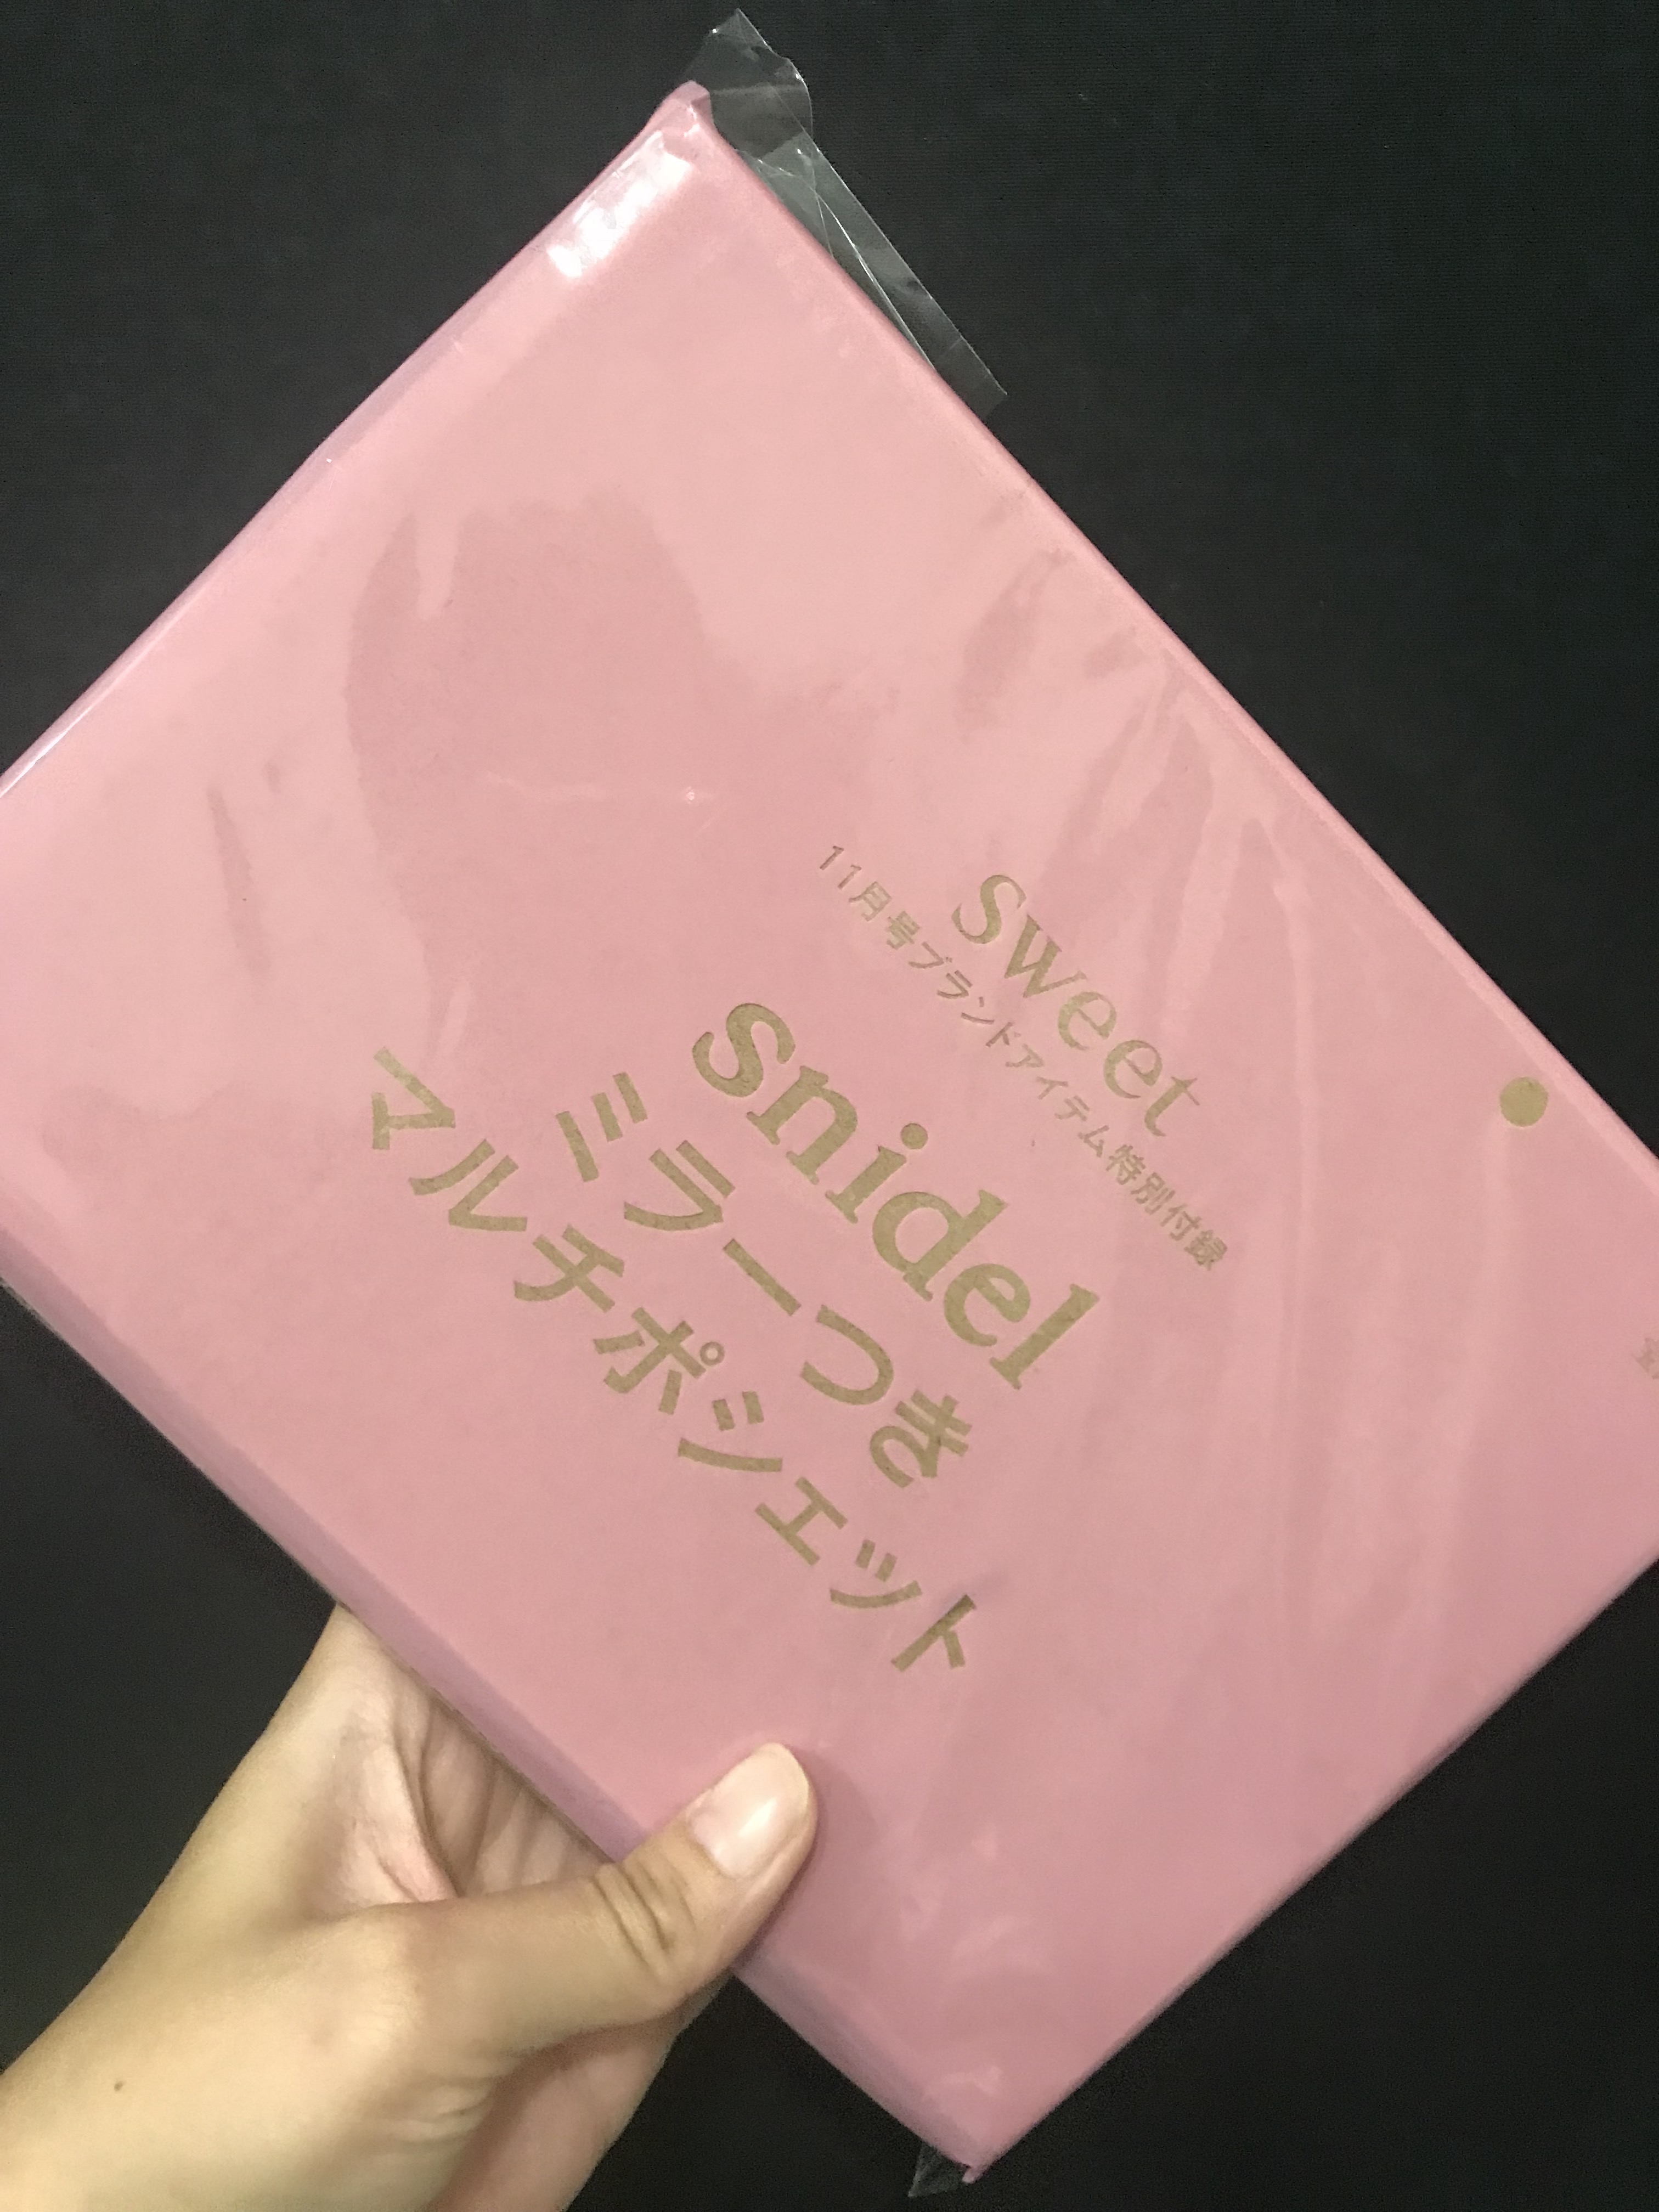 sweet
11月号ブランドアイテム特別付録
snidel
ミラーつき
マルチポシェット